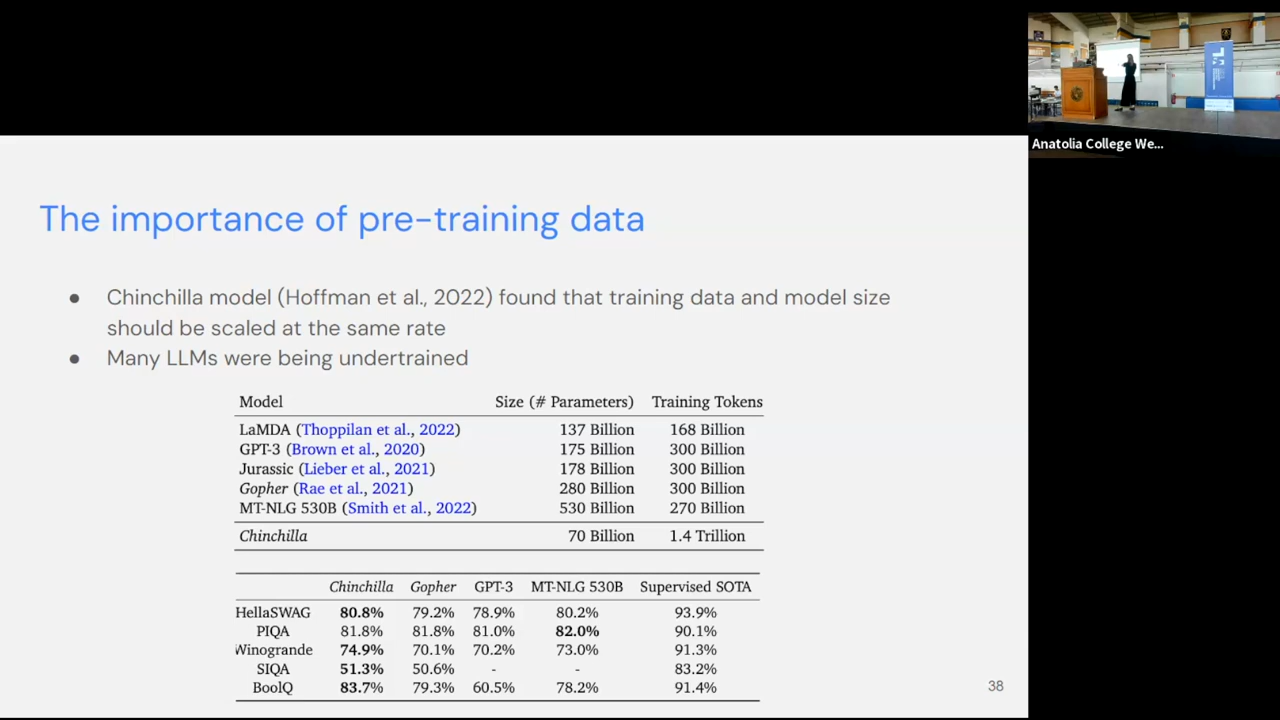 Anatolia College We...
The importance of pre-training data
● Chinchilla model (Hoffman et al., 2022) found that training data and model size
should be scaled at the same rate
● Many LLMs were being undertrained
Model Size (# Parameters) Training Tokens
LaMDA (Thoppilan et al., 2022) 137 Billion 168 Billion
GPT-3 (Brown et al., 2020) 175 Billion 300 Billion
Jurassic (Lieber et al., 2021) 178 Billion 300 Billion
Gopher (Rae et al., 2021) 280 Billion 300 Billion
MT-NLG 530B (Smith et al., 2022) 530 Billion 270 Billion
Chinchilla 70 Billion 1.4 Trillion
Chinchilla Gopher GPT-3 MT-NLG 530B Supervised SOTA
HellaSWAG 80.8% 79.2% 78.9% 80.2% 93.9%
PIQA 81.8% 81.8% 81.0% 82.0% 90.1%
Winogrande 74.9% 70.1% 70.2% 73.0% 91.3%
SIQA 51.3% 50.6% - - 83.2%
BoolQ 83.7% 79.3% 60.5% 78.2% 91.4%
38